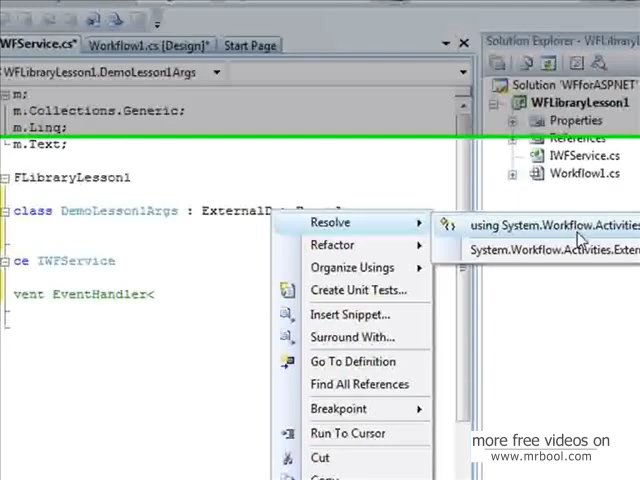 WFService.cs*
Workflow1.cs [Design]*
Start Page
Solution Explorer - WFLibrary
WFLibraryLesson1.DemoLesson1Args
Solution 'WFforASPNET'
WFLibraryLesson1
Properties
References
IWFService.cs
Workflow1.cs
m;
m.Collections.Generic;
m.Linq;
m.Text;
FLibraryLesson1
class DemoLesson1Args : ExternalD
ce IWFService
vent EventHandler<
Resolve
Refactor
Organize Usings
Create Unit Tests...
Insert Snippet...
Surround With...
Go To Definition
Find All References
Breakpoint
Run To Cursor
Cut
Copy
using System.Workflow.Activities
System.Workflow.Activities.Exter
more free videos on
www.mrbool.com